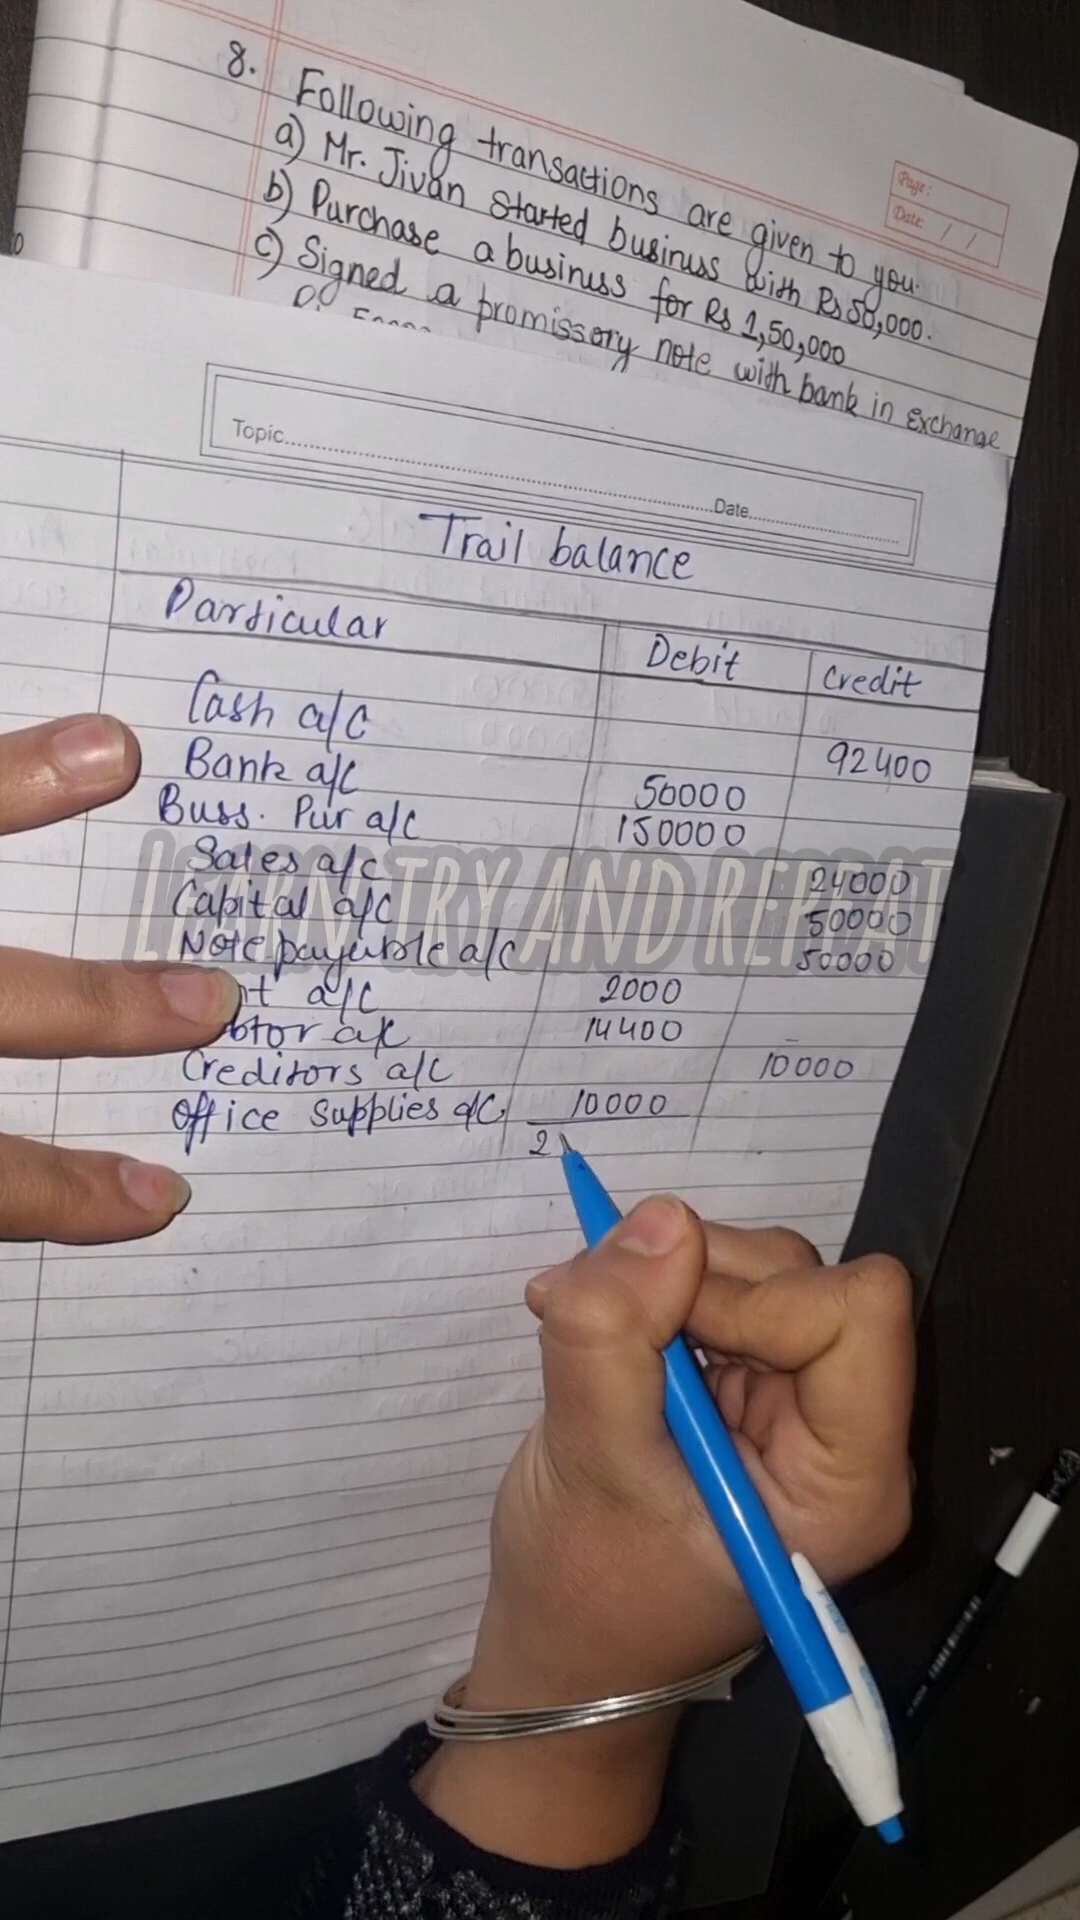 8. Following transactions are given to you.
a) Mr. Jivan started business with Rs 50,000.
b) Purchase a business for Rs 1,50,000
c) Signed a promissory note with bank in exchange
Page:
Date: / /
Topic
Date
Trail balance
Particular Debit Credit
Cash a/c 92400
Bank a/c 50000
Buss. Pur a/c 150000
Sales a/c 24000
Capital a/c 50000
Note payable a/c 50000
a/c 2000
a/c 14400
Creditors a/c 10000
Office Supplies a/c 10000
2
LEARN TRY AND REPEAT